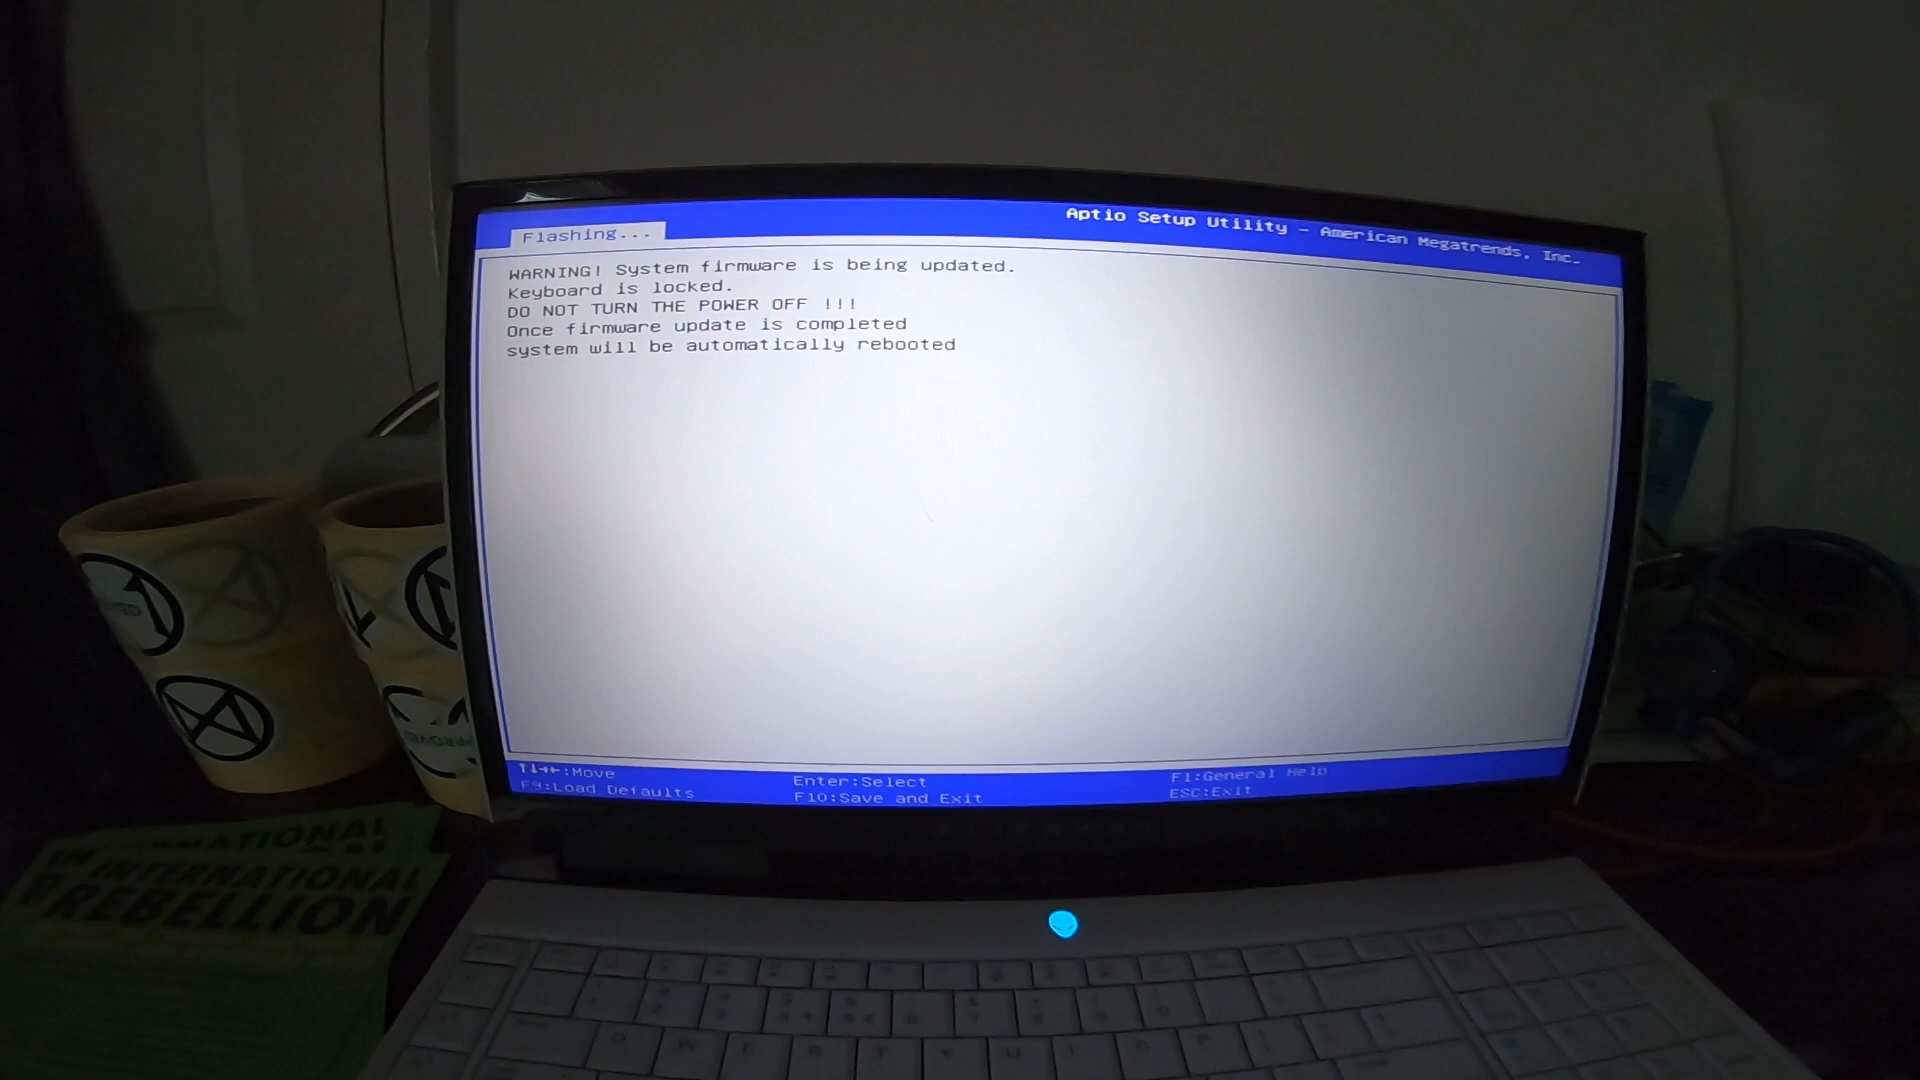 Aptio Setup Utility - American Megatrends, Inc.
Flashing...
WARNING! System firmware is being updated.
Keyboard is locked.
DO NOT TURN THE POWER OFF !!!
Once firmware update is completed
system will be automatically rebooted
↑↓→←:Move
Enter:Select
F1:General Help
F9:Load Defaults
F10:Save and Exit
ESC:Exit
INTERNATIONAL
REBELLION
W E R T Y U I